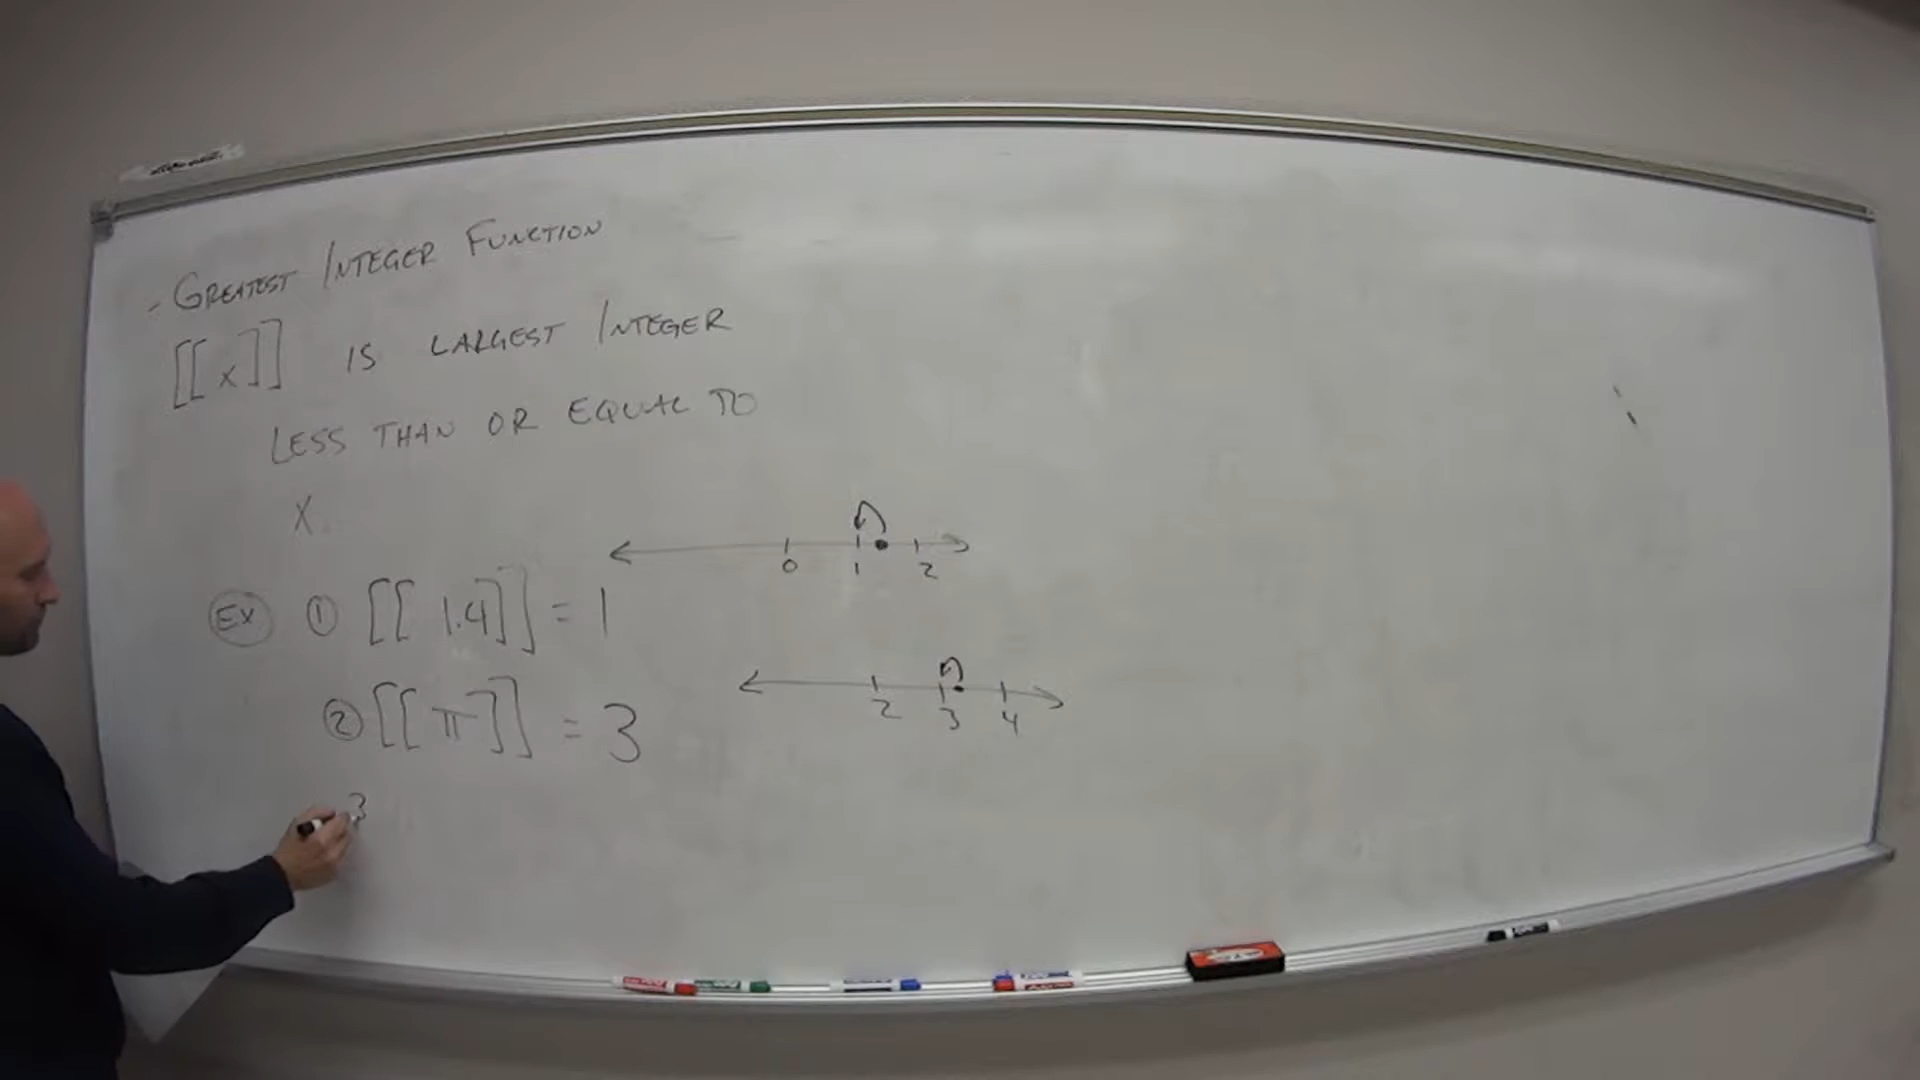 - GREATEST INTEGER FUNCTION
[[x]] IS LARGEST INTEGER
LESS THAN OR EQUAL TO
X.
0 1 2
EX ① [[1.4]] = 1
2 3 4
② [[π]] = 3
3